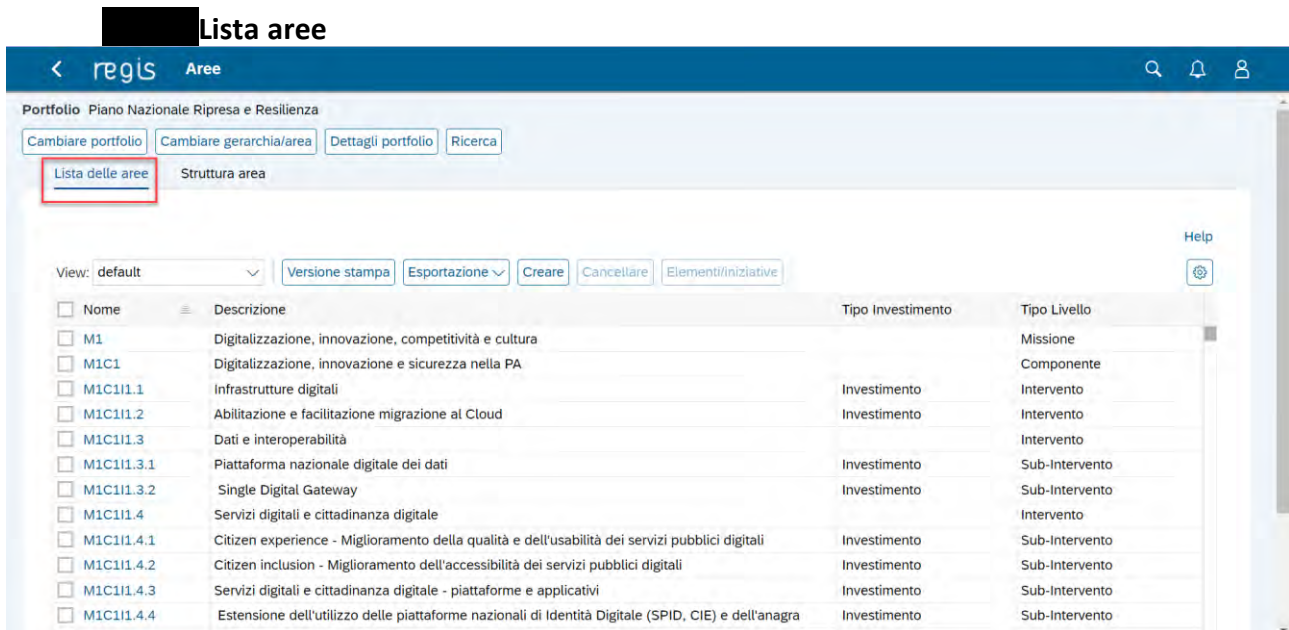 Lista aree
regis Aree
Portfolio Piano Nazionale Ripresa e Resilienza
Cambiare portfolio Cambiare gerarchia/area Dettagli portfolio Ricerca
Lista delle aree Struttura area
Help
View: default Versione stampa Esportazione Creare Cancellare Elementi/iniziative
Nome Descrizione Tipo Investimento Tipo Livello
M1 Digitalizzazione, innovazione, competitività e cultura Missione
M1C1 Digitalizzazione, innovazione e sicurezza nella PA Componente
M1C1I1.1 Infrastrutture digitali Investimento Intervento
M1C1I1.2 Abilitazione e facilitazione migrazione al Cloud Investimento Intervento
M1C1I1.3 Dati e interoperabilità Intervento
M1C1I1.3.1 Piattaforma nazionale digitale dei dati Investimento Sub-Intervento
M1C1I1.3.2 Single Digital Gateway Investimento Sub-Intervento
M1C1I1.4 Servizi digitali e cittadinanza digitale Intervento
M1C1I1.4.1 Citizen experience - Miglioramento della qualità e dell'usabilità dei servizi pubblici digitali Investimento Sub-Intervento
M1C1I1.4.2 Citizen inclusion - Miglioramento dell'accessibilità dei servizi pubblici digitali Investimento Sub-Intervento
M1C1I1.4.3 Servizi digitali e cittadinanza digitale - piattaforme e applicativi Investimento Sub-Intervento
M1C1I1.4.4 Estensione dell'utilizzo delle piattaforme nazionali di Identità Digitale (SPID, CIE) e dell'anagra Investimento Sub-Intervento